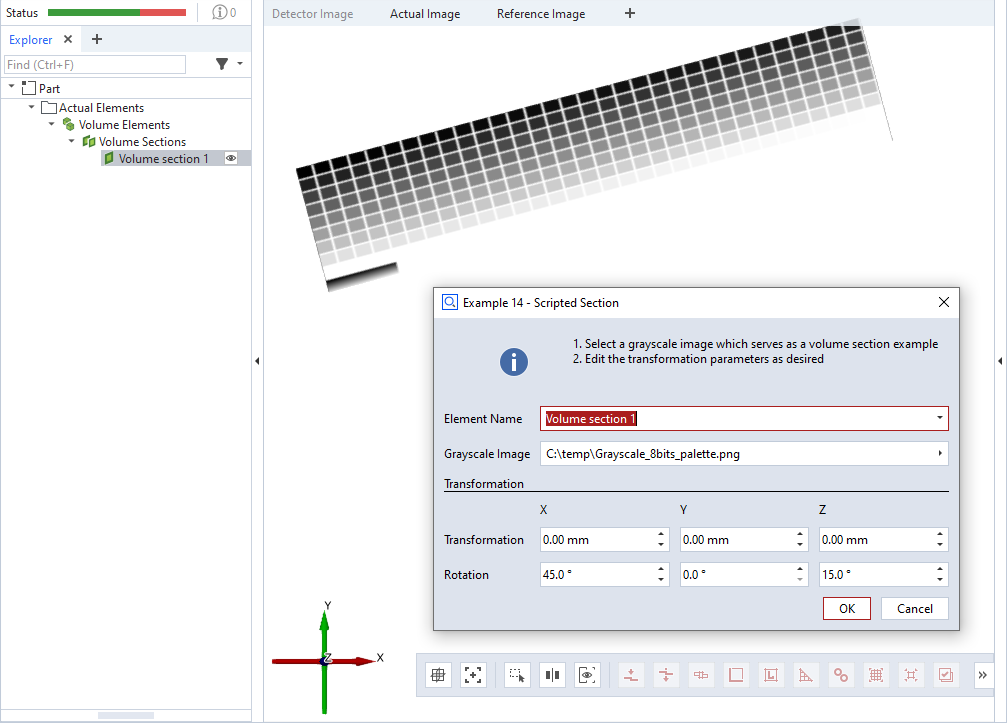 Status
0
Detector Image
Actual Image
Reference Image
Explorer
Find (Ctrl+F)
Part
Actual Elements
Volume Elements
Volume Sections
Volume section 1
Example 14 - Scripted Section
1. Select a grayscale image which serves as a volume section example
2. Edit the transformation parameters as desired
Element Name
Volume section 1
Grayscale Image
C:\temp\Grayscale_8bits_palette.png
Transformation
X
Y
Z
Transformation
0.00 mm
0.00 mm
0.00 mm
Rotation
45.0 °
0.0 °
15.0 °
OK
Cancel
Y
Z
X